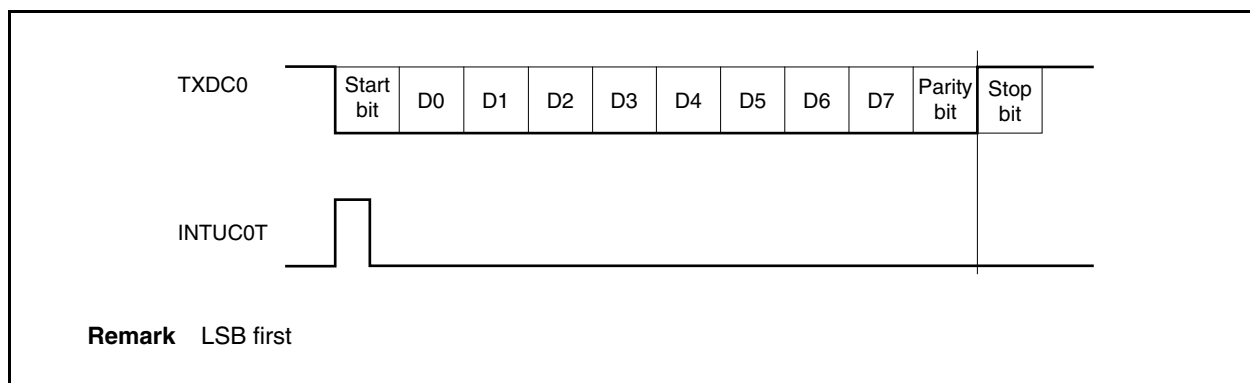 TXDC0
Start bit
D0
D1
D2
D3
D4
D5
D6
D7
Parity bit
Stop bit
INTUC0T
Remark LSB first